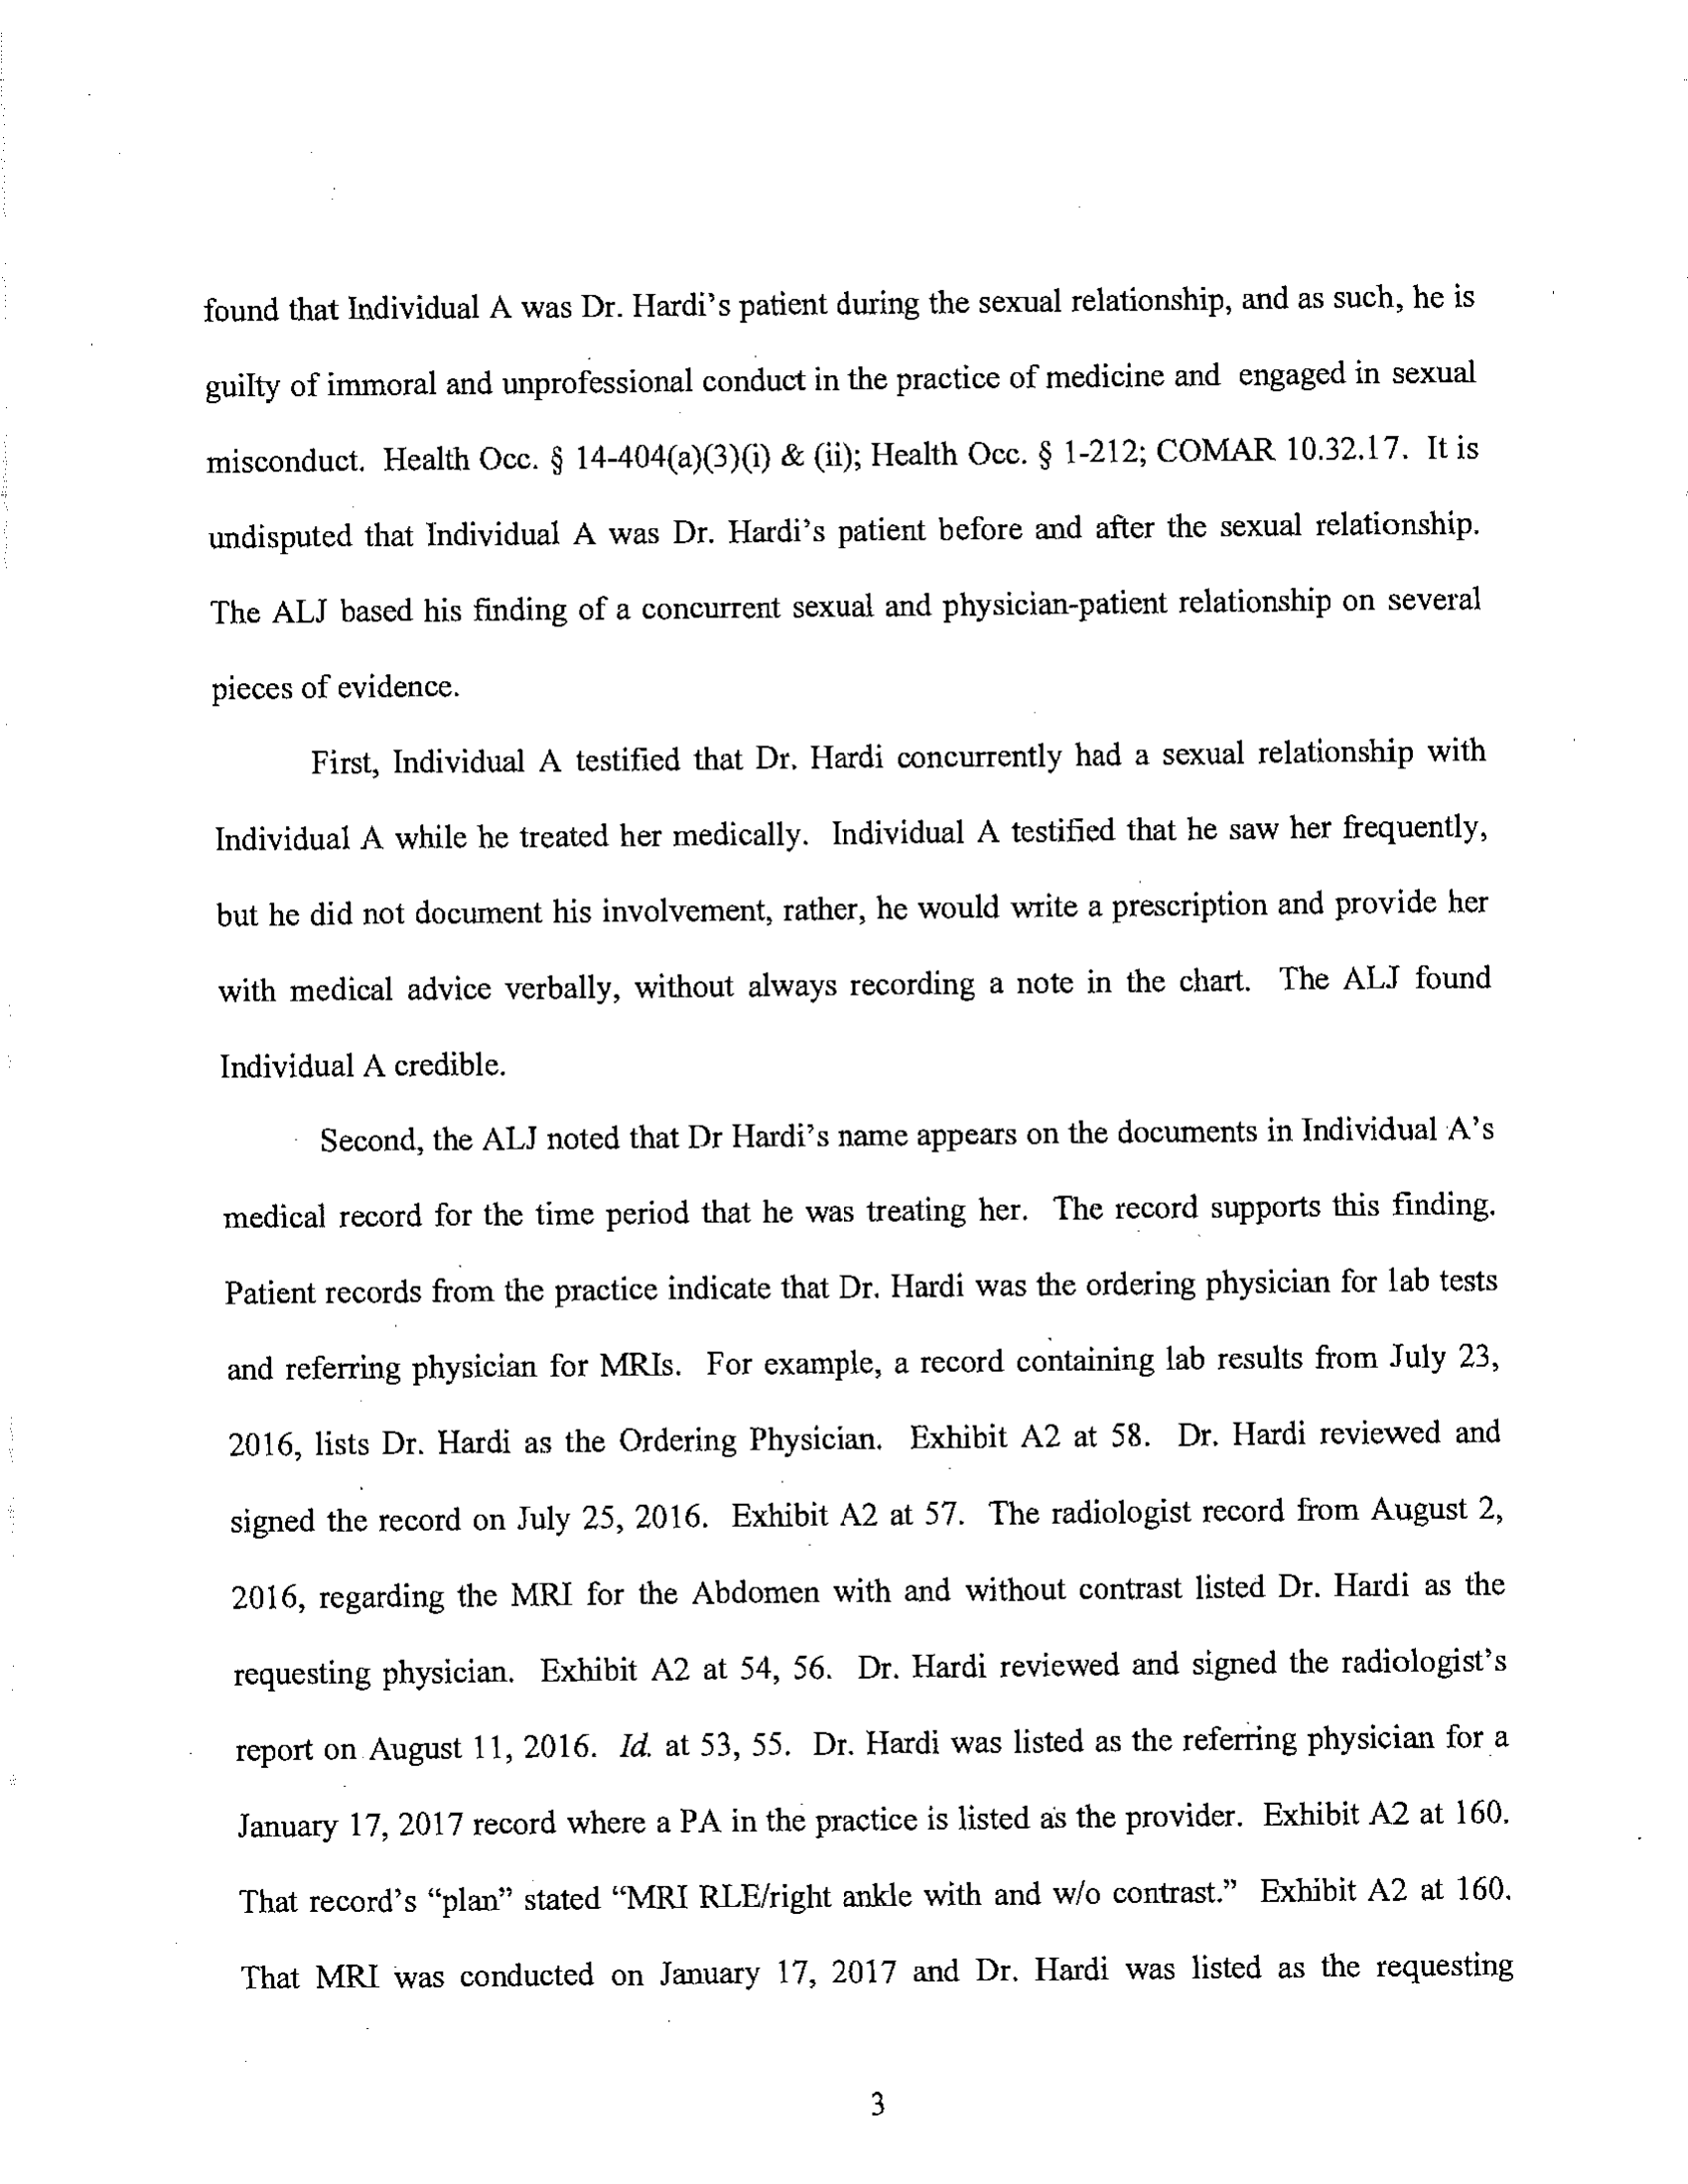 found that Individual A was Dr. Hardi's patient during the sexual relationship, and as such, he is
guilty of immoral and unprofessional conduct in the practice of medicine and engaged in sexual
misconduct. Health Occ. § 14-404(a)(3)(i) & (ii); Health Occ. § 1-212; COMAR 10.32.17. It is
undisputed that Individual A was Dr. Hardi's patient before and after the sexual relationship.
The ALJ based his finding of a concurrent sexual and physician-patient relationship on several
pieces of evidence.
First, Individual A testified that Dr. Hardi concurrently had a sexual relationship with
Individual A while he treated her medically. Individual A testified that he saw her frequently,
but he did not document his involvement, rather, he would write a prescription and provide her
with medical advice verbally, without always recording a note in the chart. The ALJ found
Individual A credible.
Second, the ALJ noted that Dr Hardi's name appears on the documents in Individual A's
medical record for the time period that he was treating her. The record supports this finding.
Patient records from the practice indicate that Dr. Hardi was the ordering physician for lab tests
and referring physician for MRIs. For example, a record containing lab results from July 23,
2016, lists Dr. Hardi as the Ordering Physician. Exhibit A2 at 58. Dr. Hardi reviewed and
signed the record on July 25, 2016. Exhibit A2 at 57. The radiologist record from August 2,
2016, regarding the MRI for the Abdomen with and without contrast listed Dr. Hardi as the
requesting physician. Exhibit A2 at 54, 56. Dr. Hardi reviewed and signed the radiologist's
report on August 11, 2016. Id. at 53, 55. Dr. Hardi was listed as the referring physician for a
January 17, 2017 record where a PA in the practice is listed as the provider. Exhibit A2 at 160.
That record's “plan” stated “MRI RLE/right ankle with and w/o contrast.” Exhibit A2 at 160.
That MRI was conducted on January 17, 2017 and Dr. Hardi was listed as the requesting
3